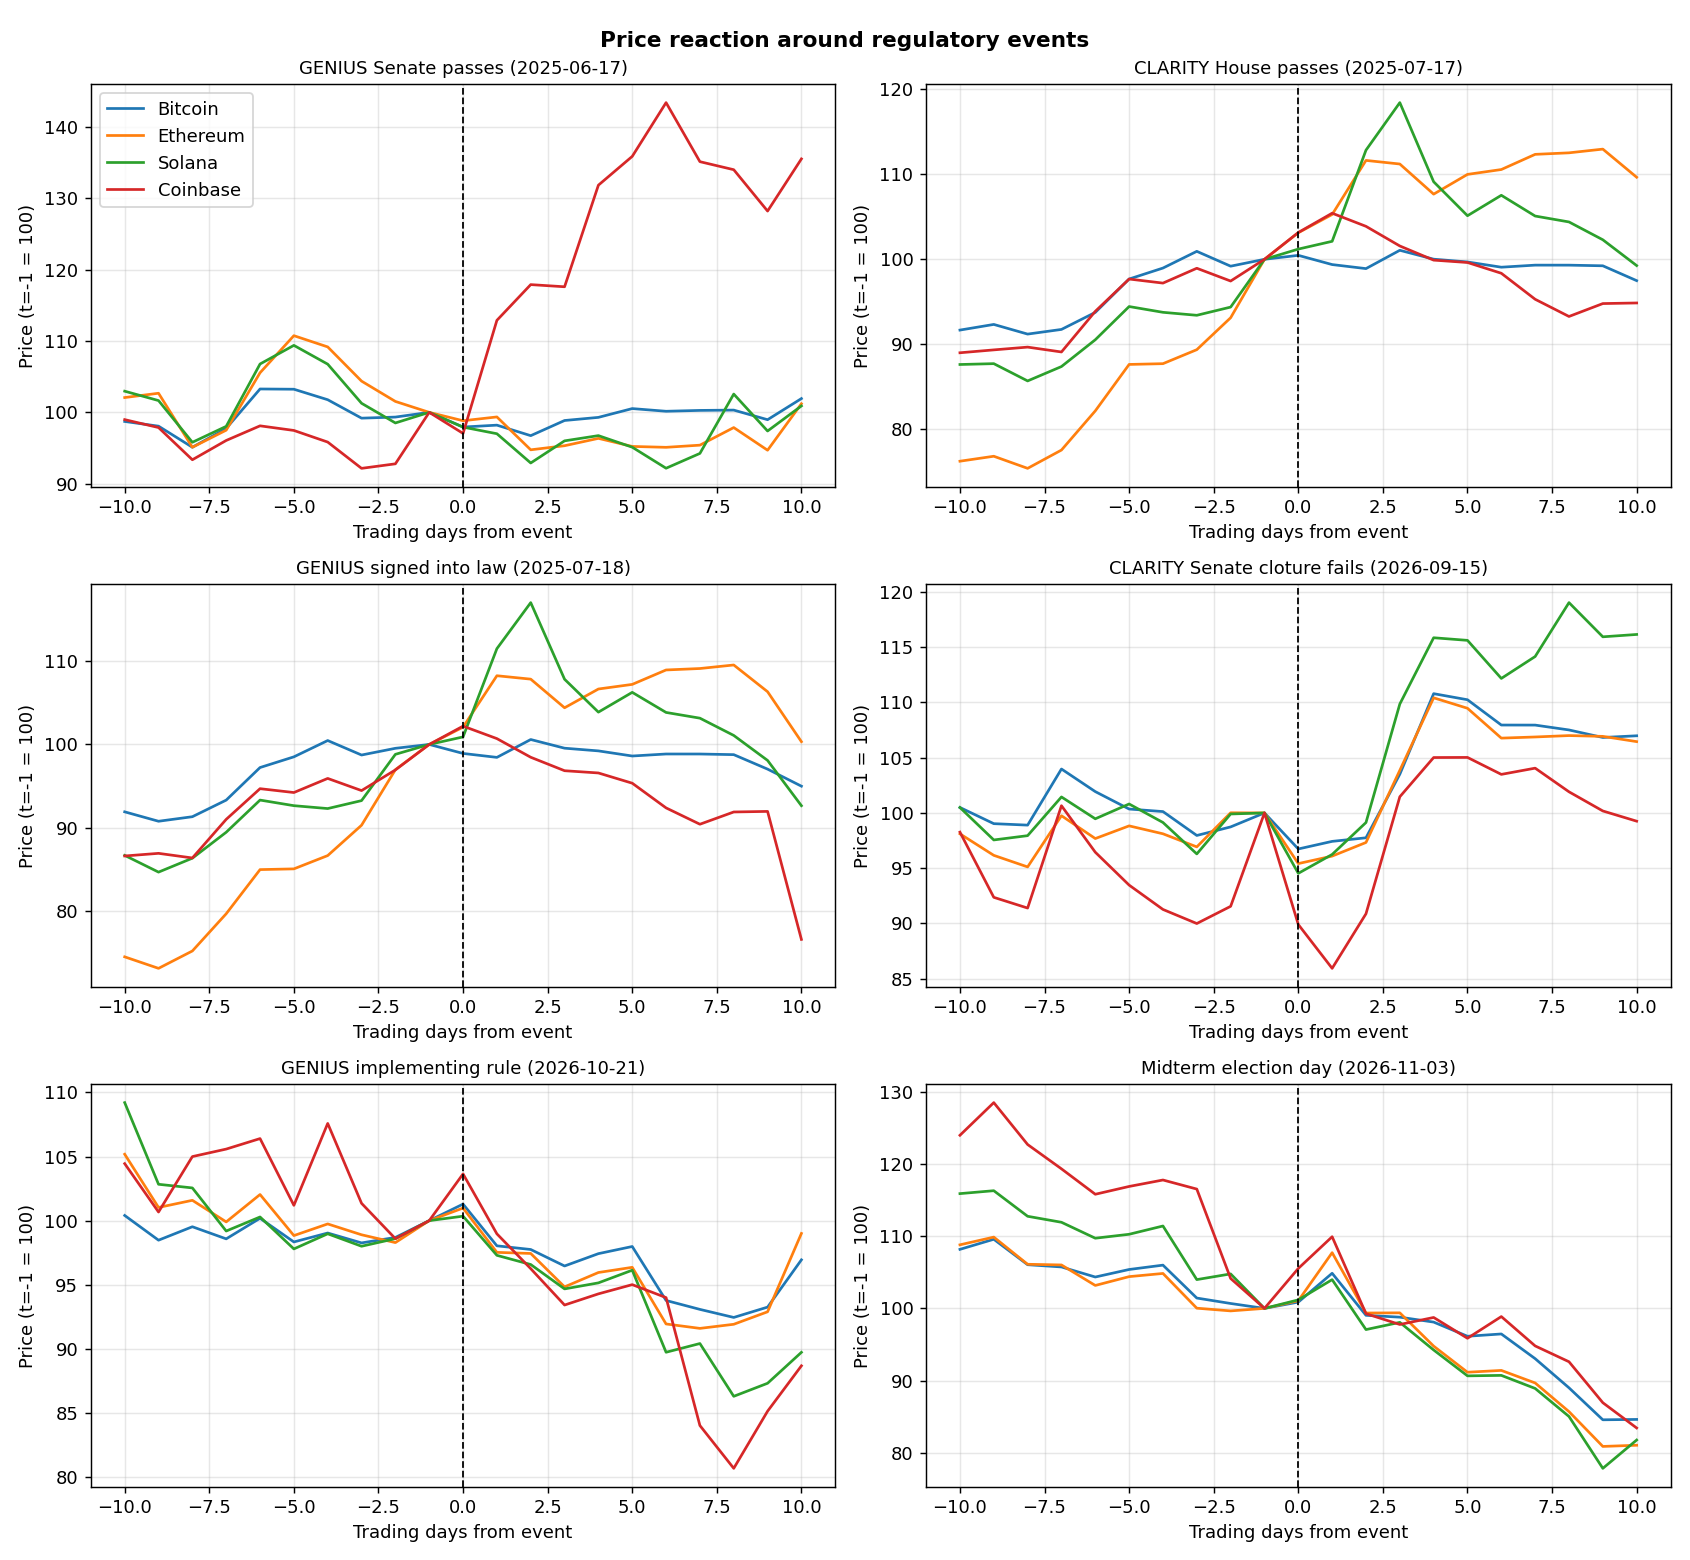 Price reaction around regulatory events
GENIUS Senate passes (2025-06-17)
Bitcoin
Ethereum
Solana
Coinbase
140
130
120
110
100
90
−10.0 −7.5 −5.0 −2.5 0.0 2.5 5.0 7.5 10.0
Price (t=-1 = 100)
Trading days from event
CLARITY House passes (2025-07-17)
120
110
100
90
80
−10.0 −7.5 −5.0 −2.5 0.0 2.5 5.0 7.5 10.0
Price (t=-1 = 100)
Trading days from event
GENIUS signed into law (2025-07-18)
110
100
90
80
−10.0 −7.5 −5.0 −2.5 0.0 2.5 5.0 7.5 10.0
Price (t=-1 = 100)
Trading days from event
CLARITY Senate cloture fails (2026-09-15)
120
115
110
105
100
95
90
85
−10.0 −7.5 −5.0 −2.5 0.0 2.5 5.0 7.5 10.0
Price (t=-1 = 100)
Trading days from event
GENIUS implementing rule (2026-10-21)
110
105
100
95
90
85
80
−10.0 −7.5 −5.0 −2.5 0.0 2.5 5.0 7.5 10.0
Price (t=-1 = 100)
Trading days from event
Midterm election day (2026-11-03)
130
120
110
100
90
80
−10.0 −7.5 −5.0 −2.5 0.0 2.5 5.0 7.5 10.0
Price (t=-1 = 100)
Trading days from event